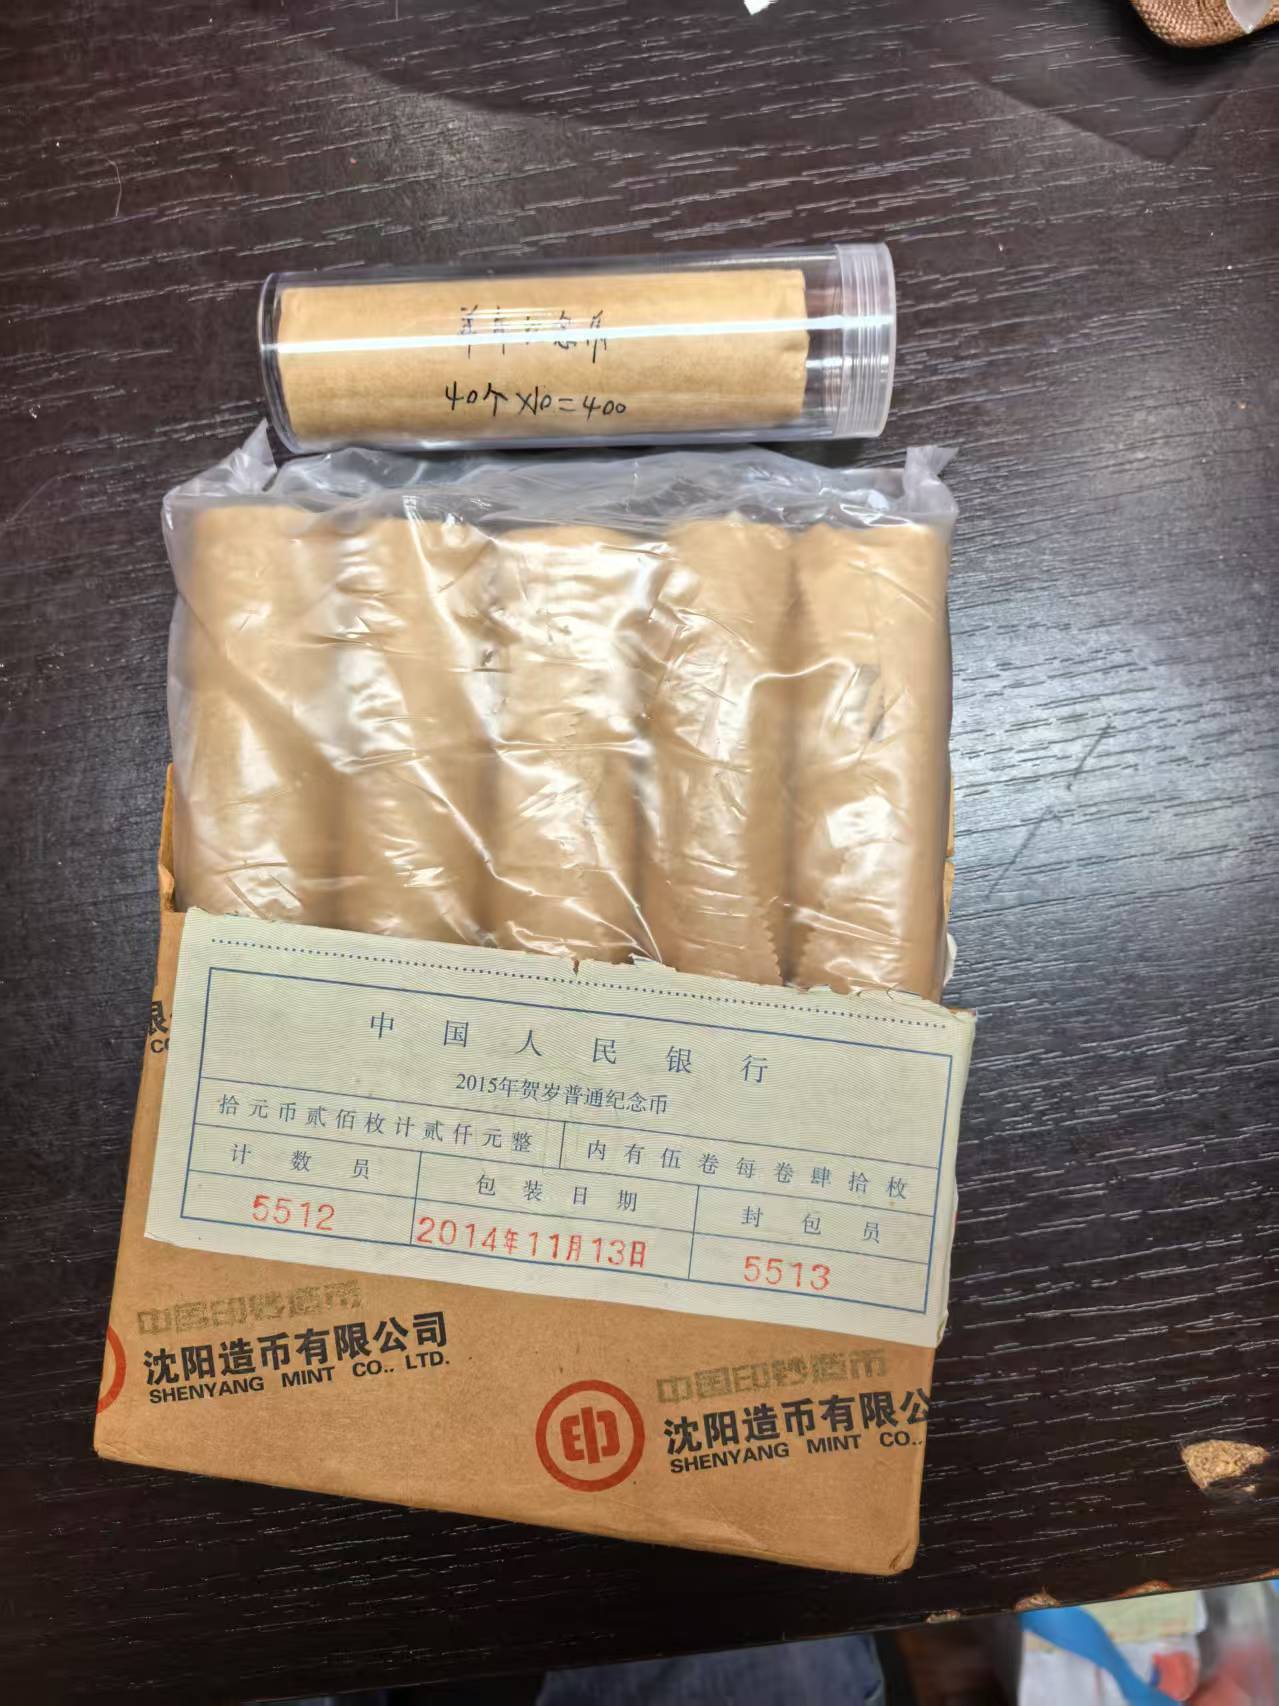 羊年纪念币
40个×10=400
中国人民银行
2015年贺岁普通纪念币
拾元币贰佰枚计贰仟元整
内有伍卷每卷肆拾枚
计数员
包装日期
封包员
5512
2014年11月13日
5513
中国印钞造币
沈阳造币有限公司
SHENYANG MINT CO.. LTD.
中国印钞造币
沈阳造币有限公
SHENYANG MINT CO..